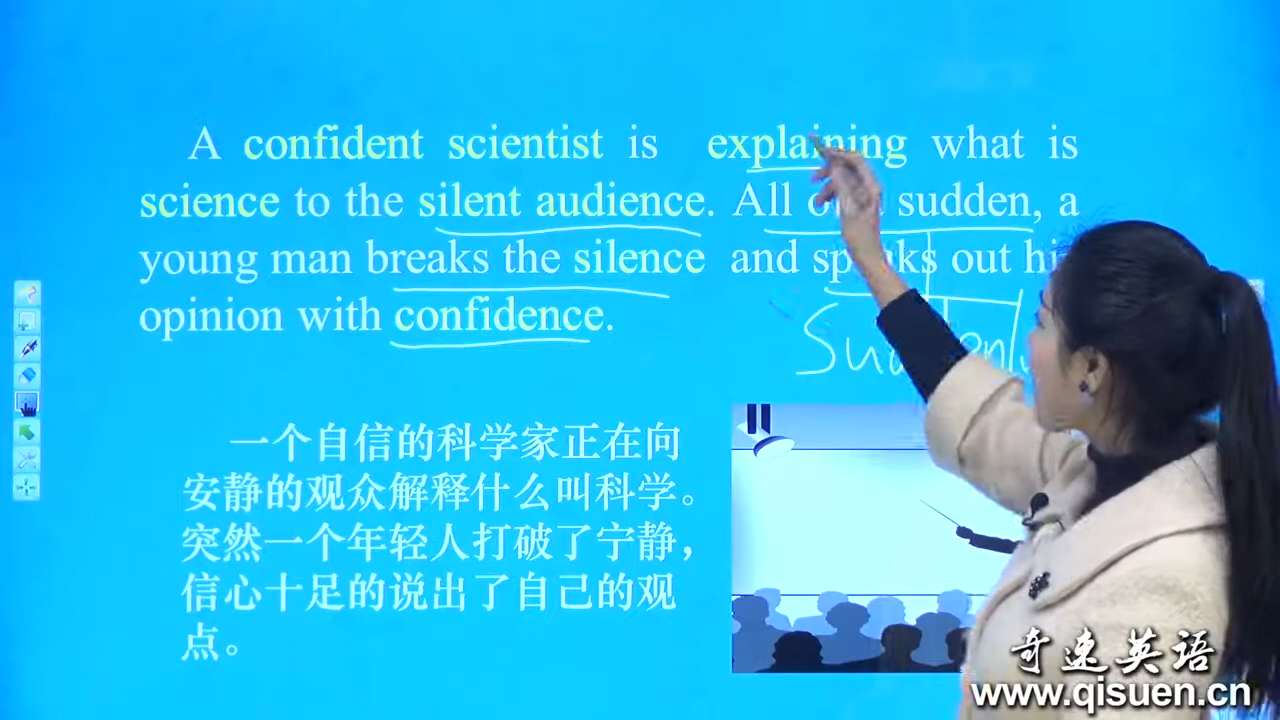 A confident scientist is explaining what is
science to the silent audience. All of a sudden, a
young man breaks the silence and speaks out his
opinion with confidence.
Suddenly
一个自信的科学家正在向
安静的观众解释什么叫科学。
突然一个年轻人打破了宁静，
信心十足的说出了自己的观
点。
奇速英语
www.qisuen.cn